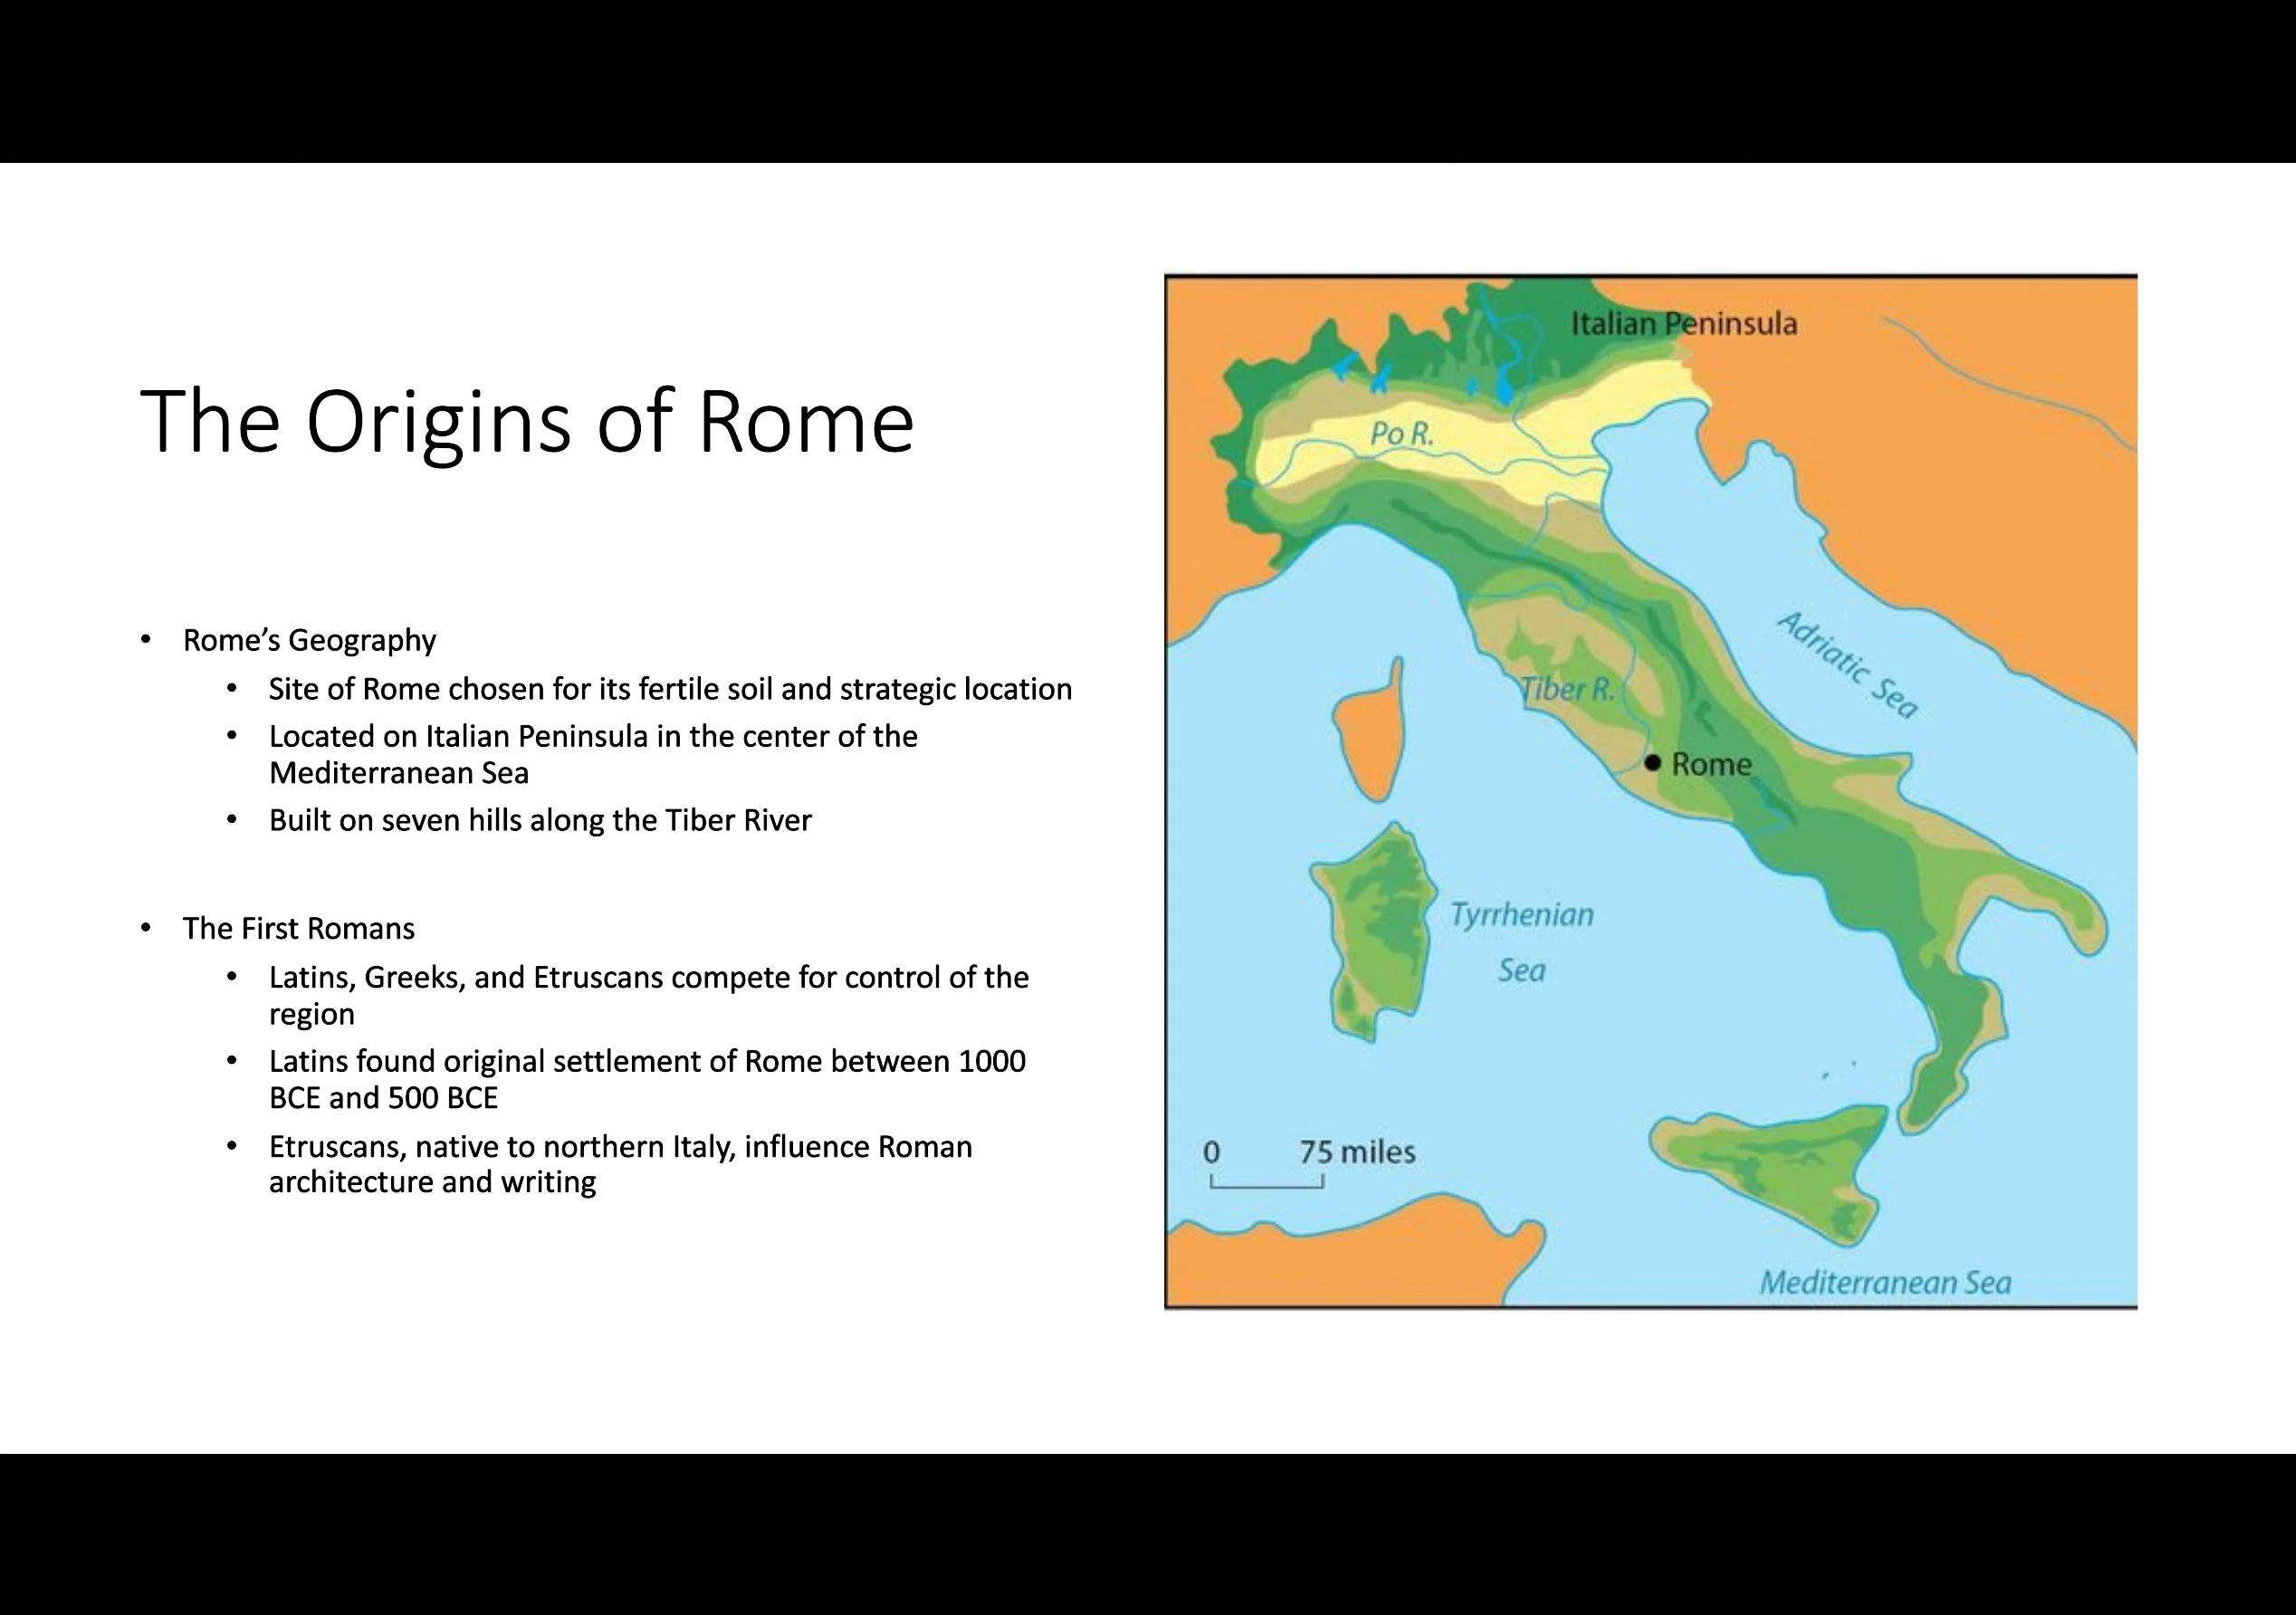 The Origins of Rome
• Rome’s Geography
• Site of Rome chosen for its fertile soil and strategic location
• Located on Italian Peninsula in the center of the
Mediterranean Sea
• Built on seven hills along the Tiber River
• The First Romans
• Latins, Greeks, and Etruscans compete for control of the
region
• Latins found original settlement of Rome between 1000
BCE and 500 BCE
• Etruscans, native to northern Italy, influence Roman
architecture and writing
Italian Peninsula
Po R.
Adriatic Sea
Tiber R.
Rome
Tyrrhenian
Sea
0 75 miles
Mediterranean Sea